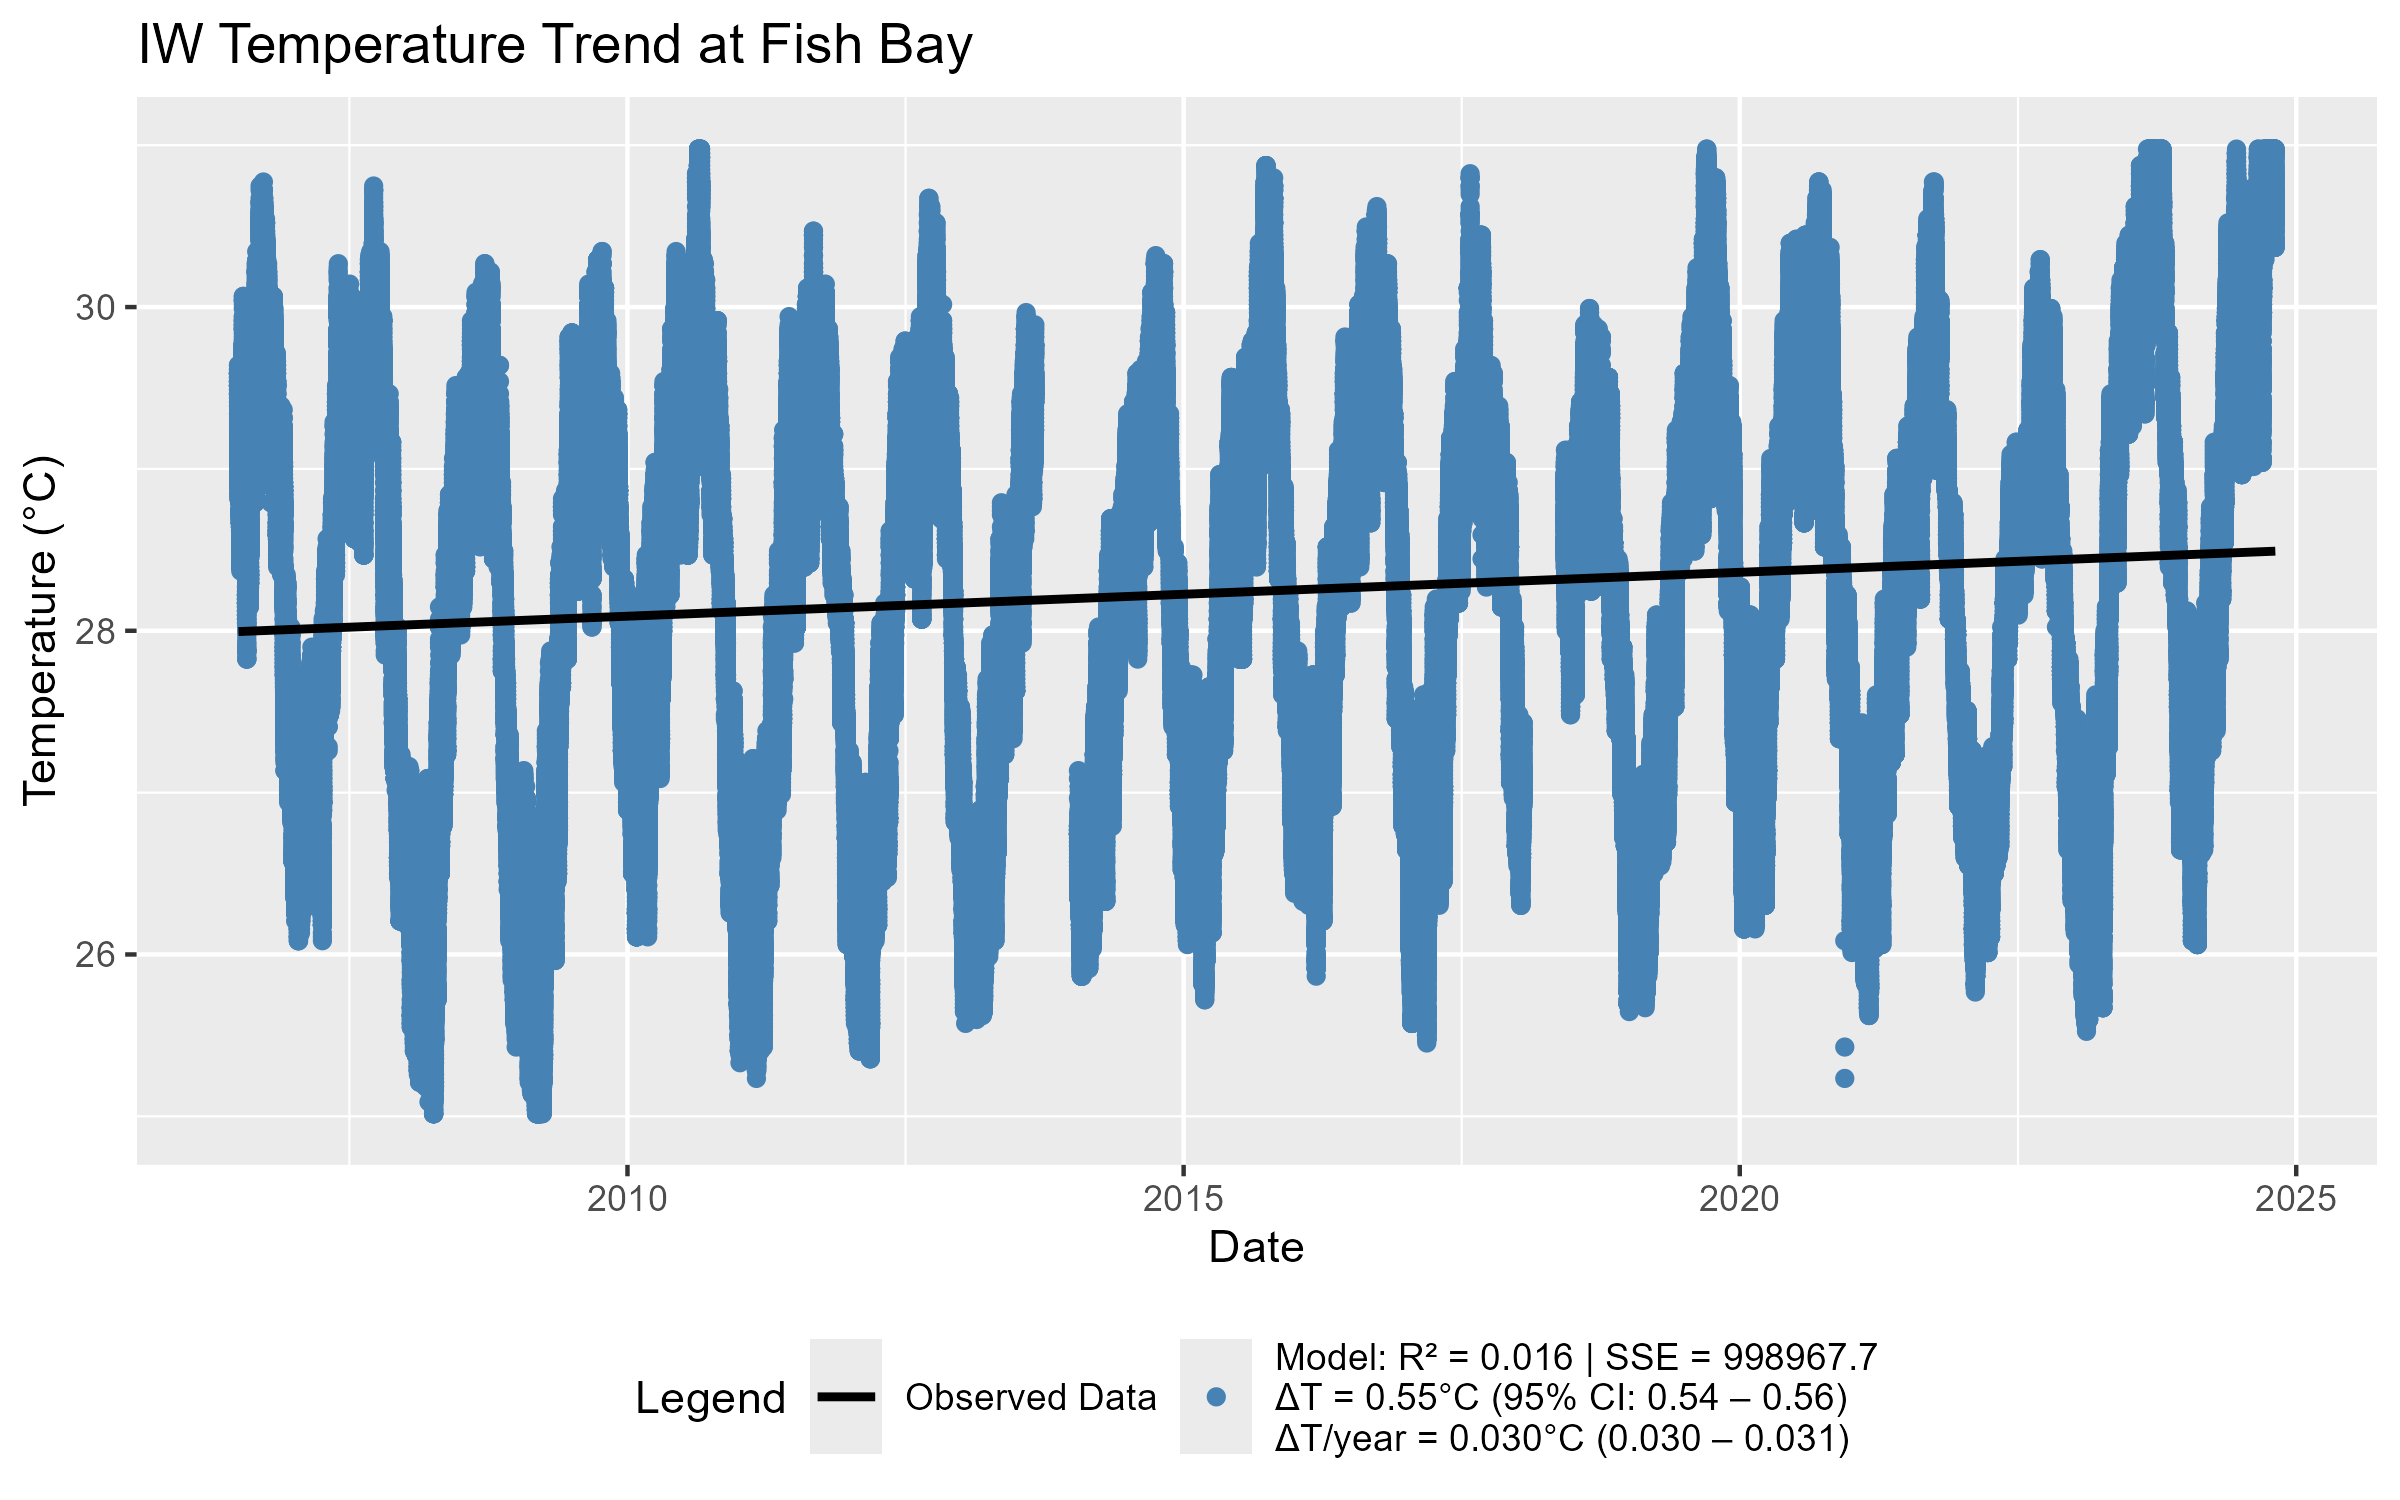 IW Temperature Trend at Fish Bay
Temperature (°C)
30
28
26
2010
2015
2020
2025
Date
Legend
Observed Data
Model: R² = 0.016 | SSE = 998967.7
ΔT = 0.55°C (95% CI: 0.54 – 0.56)
ΔT/year = 0.030°C (0.030 – 0.031)